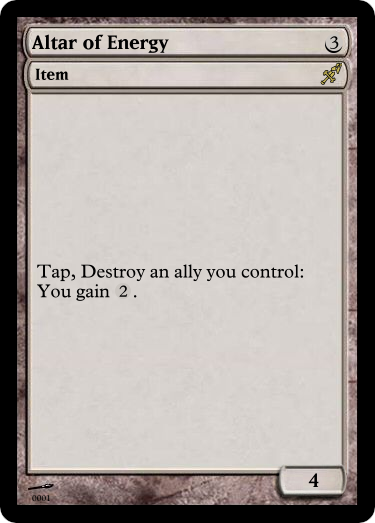 Altar of Energy 3
Item
Tap, Destroy an ally you control:
You gain 2 .
4
0001